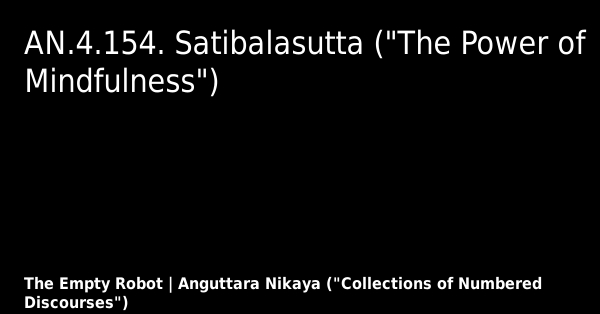 AN.4.154. Satibalasutta ("The Power of
Mindfulness")
The Empty Robot | Anguttara Nikaya ("Collections of Numbered
Discourses")